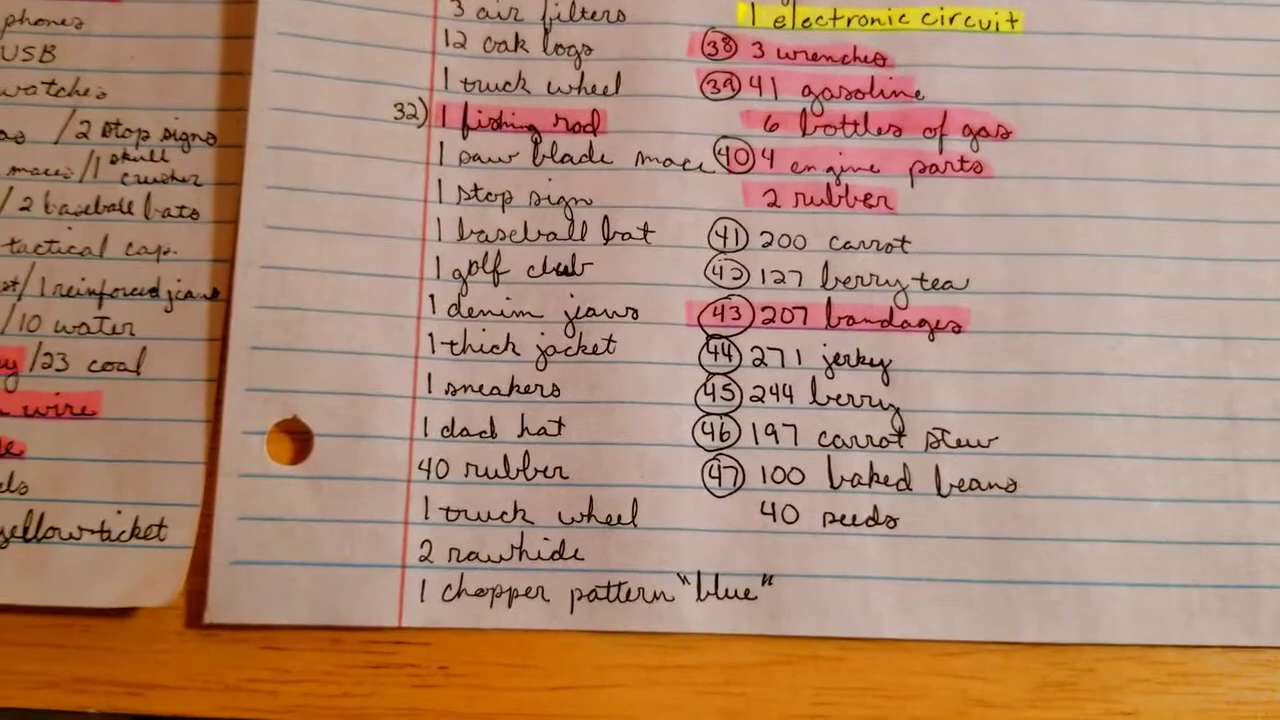 phones
USB
watches
/2 stop signs
maces/1 skull crusher
/2 baseball bats
tactical cap.
/1 reinforced jeans
/10 water
/23 coal
wire
yellow ticket
3 air filters
12 oak logs
1 truck wheel
32) 1 fishing rod
1 saw blade mace
1 stop sign
1 baseball bat
1 golf club
1 denim jeans
1 thick jacket
1 sneakers
1 dad hat
40 rubber
1 truck wheel
2 rawhide
1 chopper pattern "blue"
1 electronic circuit
38 3 wrenches
39 41 gasoline
6 bottles of gas
40 4 engine parts
2 rubber
41 200 carrot
42 127 berry tea
43 207 bandages
44 271 jerky
45 244 berry
46 197 carrot stew
47 100 baked beans
40 seeds